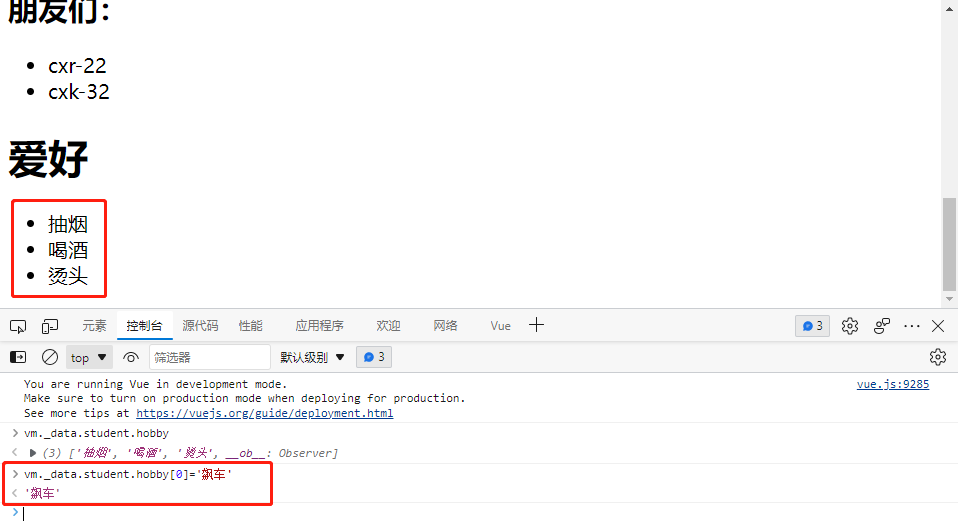 朋友们：
cxr-22
cxk-32
爱好
抽烟
喝酒
烫头
元素 控制台 源代码 性能 应用程序 欢迎 网络 Vue 3
top 筛选器 默认级别 3
You are running Vue in development mode. vue.js:9285
Make sure to turn on production mode when deploying for production.
See more tips at https://vuejs.org/guide/deployment.html
> vm._data.student.hobby
< ▶ (3) ['抽烟', '喝酒', '烫头', __ob__: Observer]
> vm._data.student.hobby[0]='飙车'
< '飙车'
>